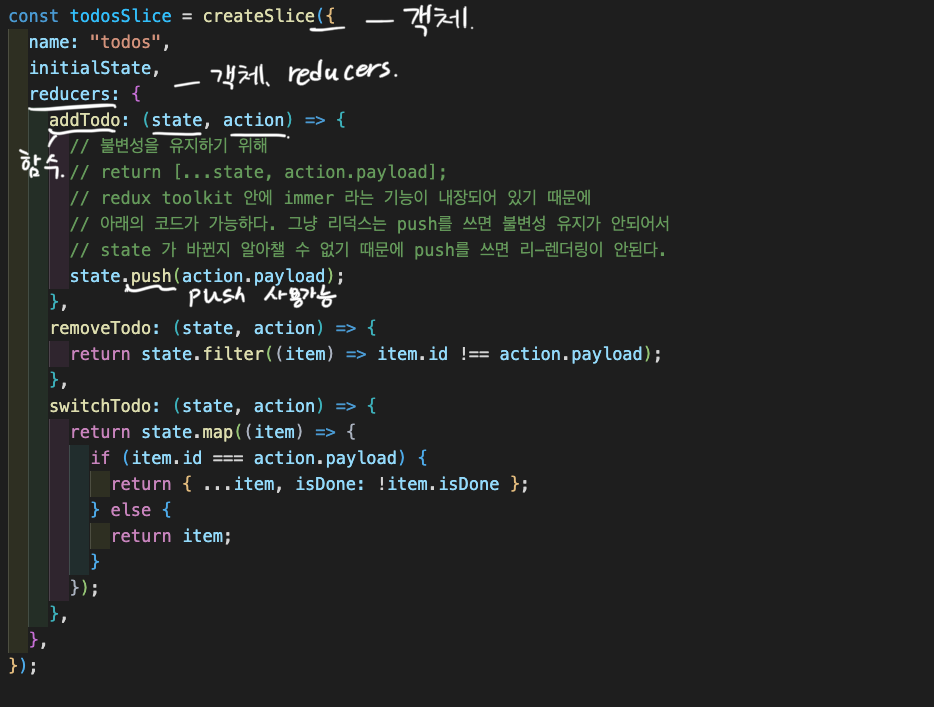 const todosSlice = createSlice({ — 객체.
name: "todos",
initialState,
— 객체. reducers.
reducers: {
addTodo: (state, action) => {
함수.
// 불변성을 유지하기 위해
// return [...state, action.payload];
// redux toolkit 안에 immer 라는 기능이 내장되어 있기 때문에
// 아래의 코드가 가능하다. 그냥 리덕스는 push를 쓰면 불변성 유지가 안되어서
// state 가 바뀐지 알아챌 수 없기 때문에 push를 쓰면 리-렌더링이 안된다.
state.push(action.payload);
push 사용가능
},
removeTodo: (state, action) => {
return state.filter((item) => item.id !== action.payload);
},
switchTodo: (state, action) => {
return state.map((item) => {
if (item.id === action.payload) {
return { ...item, isDone: !item.isDone };
} else {
return item;
}
});
},
},
});